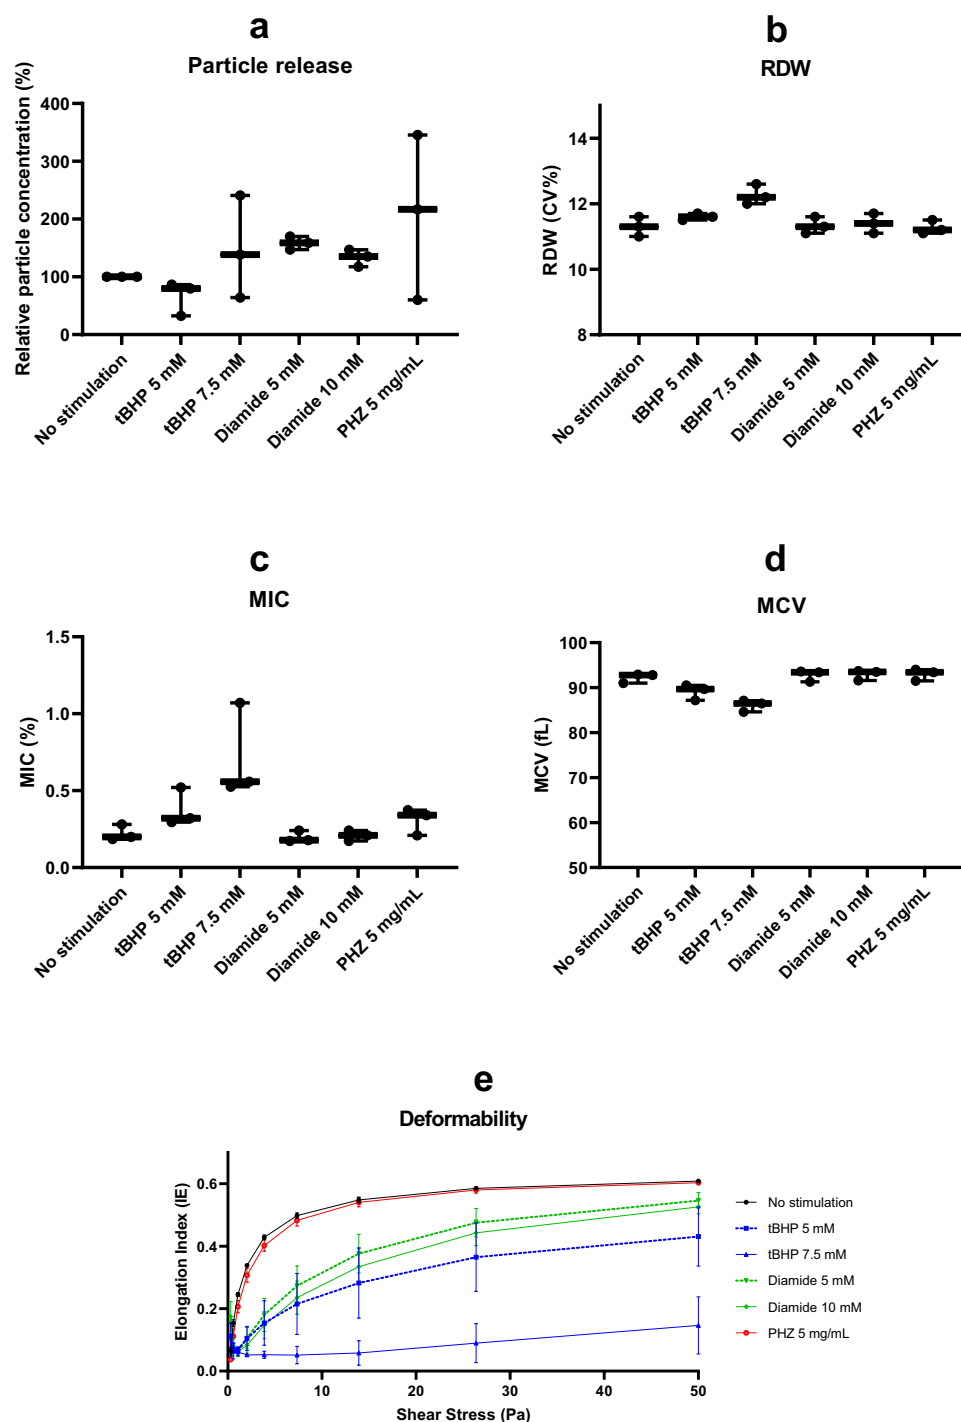 a
Particle release
Relative particle concentration (%)
400
300
200
100
0
No stimulation
tBHP 5 mM
tBHP 7.5 mM
Diamide 5 mM
Diamide 10 mM
PHZ 5 mg/mL
b
RDW
RDW (CV%)
14
12
10
8
No stimulation
tBHP 5 mM
tBHP 7.5 mM
Diamide 5 mM
Diamide 10 mM
PHZ 5 mg/mL
c
MIC
MIC (%)
1.5
1.0
0.5
0.0
No stimulation
tBHP 5 mM
tBHP 7.5 mM
Diamide 5 mM
Diamide 10 mM
PHZ 5 mg/mL
d
MCV
MCV (fL)
100
90
80
70
60
50
No stimulation
tBHP 5 mM
tBHP 7.5 mM
Diamide 5 mM
Diamide 10 mM
PHZ 5 mg/mL
e
Deformability
Elongation Index (IE)
0.6
0.4
0.2
0.0
0
10
20
30
40
50
Shear Stress (Pa)
No stimulation
tBHP 5 mM
tBHP 7.5 mM
Diamide 5 mM
Diamide 10 mM
PHZ 5 mg/mL